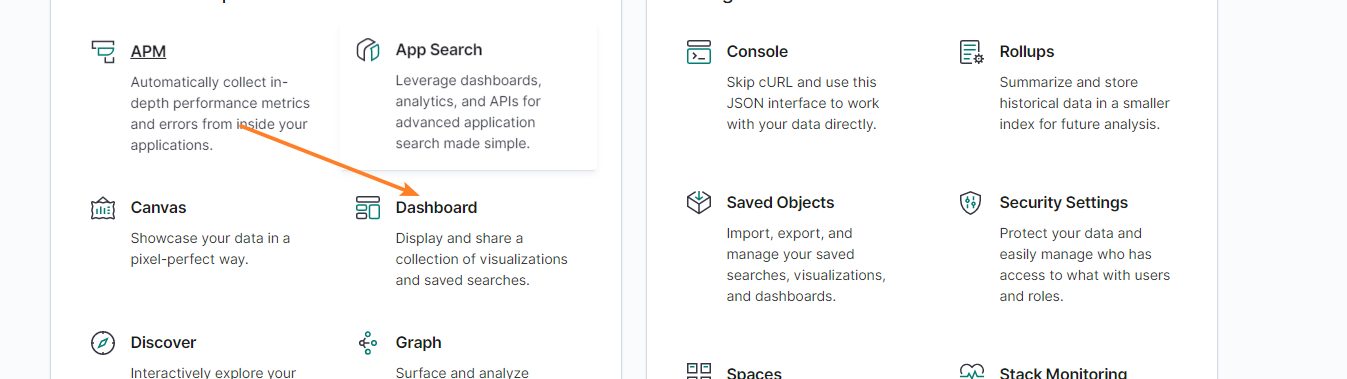 APM
Automatically collect in-
depth performance metrics
and errors from inside your
applications.
App Search
Leverage dashboards,
analytics, and APIs for
advanced application
search made simple.
Canvas
Showcase your data in a
pixel-perfect way.
Dashboard
Display and share a
collection of visualizations
and saved searches.
Discover
Interactively explore your
Graph
Surface and analyze
Console
Skip cURL and use this
JSON interface to work
with your data directly.
Rollups
Summarize and store
historical data in a smaller
index for future analysis.
Saved Objects
Import, export, and
manage your saved
searches, visualizations,
and dashboards.
Security Settings
Protect your data and
easily manage who has
access to what with users
and roles.
Spaces
Stack Monitoring